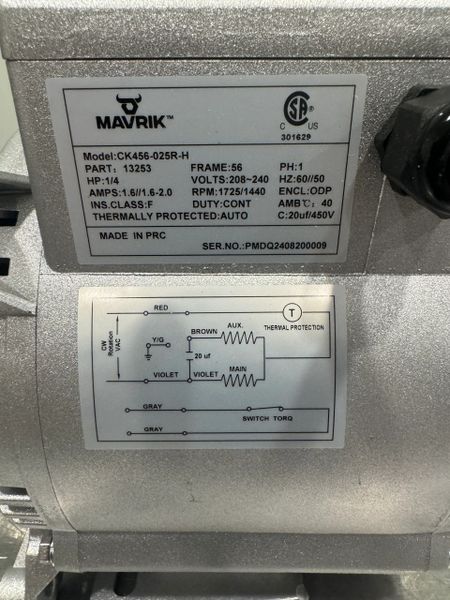 MAVRIK™
CSA®
C US
301629
Model:CK456-025R-H
PART: 13253 FRAME:56 PH:1
HP:1/4 VOLTS:208~240 HZ:60//50
AMPS:1.6//1.6-2.0 RPM:1725/1440 ENCL:ODP
INS.CLASS:F DUTY:CONT AMB℃: 40
THERMALLY PROTECTED:AUTO C:20uf/450V
MADE IN PRC SER.NO.:PMDQ2408200009
RED T
THERMAL PROTECTION
AUX.
BROWN
Y/G
CW
Rotation
VAC
20 uf
MAIN
VIOLET VIOLET
GRAY
SWITCH TORQ
GRAY